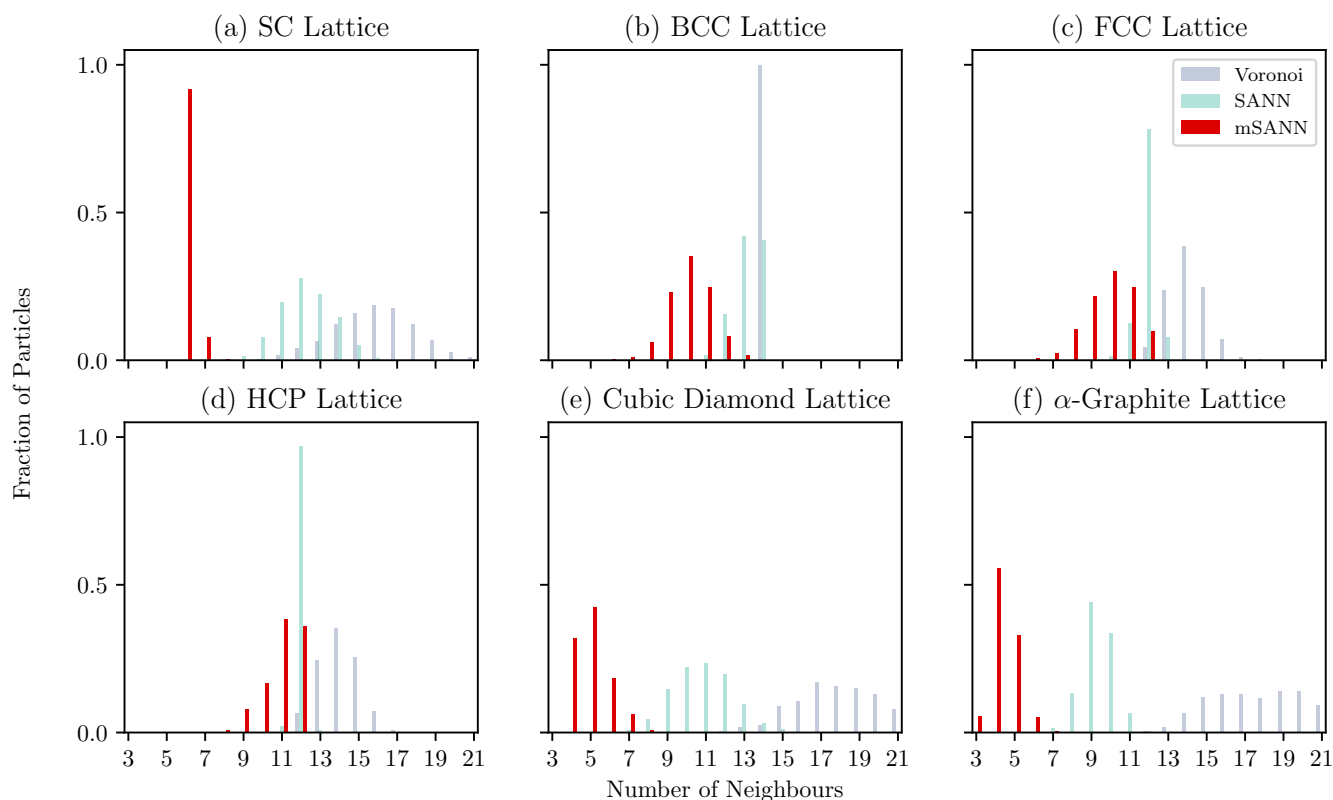 (a) SC Lattice
(b) BCC Lattice
(c) FCC Lattice
1.0
0.5
0.0
Voronoi
SANN
mSANN
Fraction of Particles
(d) HCP Lattice
(e) Cubic Diamond Lattice
(f) α-Graphite Lattice
1.0
0.5
0.0
3 5 7 9 11 13 15 17 19 21
3 5 7 9 11 13 15 17 19 21
3 5 7 9 11 13 15 17 19 21
Number of Neighbours